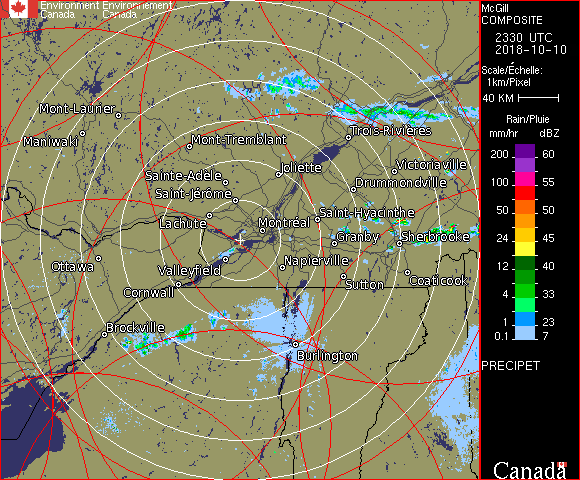 Environment Environnement
Canada Canada
McGill
COMPOSITE
2330 UTC
2018-10-10
Scale/Échelle:
1km/Pixel
40 KM
Rain/Pluie
mm/hr dBZ
200 60
150 57
100 55
50 50
24 45
12 40
4 33
1 23
0.1 7
PRECIPET
Canada
Mont-Laurier
Maniwaki
Mont-Tremblant
Trois-Rivières
Sainte-Adèle
Joliette
Victoriaville
Saint-Jérôme
Drummondville
Lachute
Montréal
Saint-Hyacinthe
Granby
Sherbrooke
Ottawa
Valleyfield
Napierville
Cornwall
Sutton
Coaticook
Brockville
Burlington